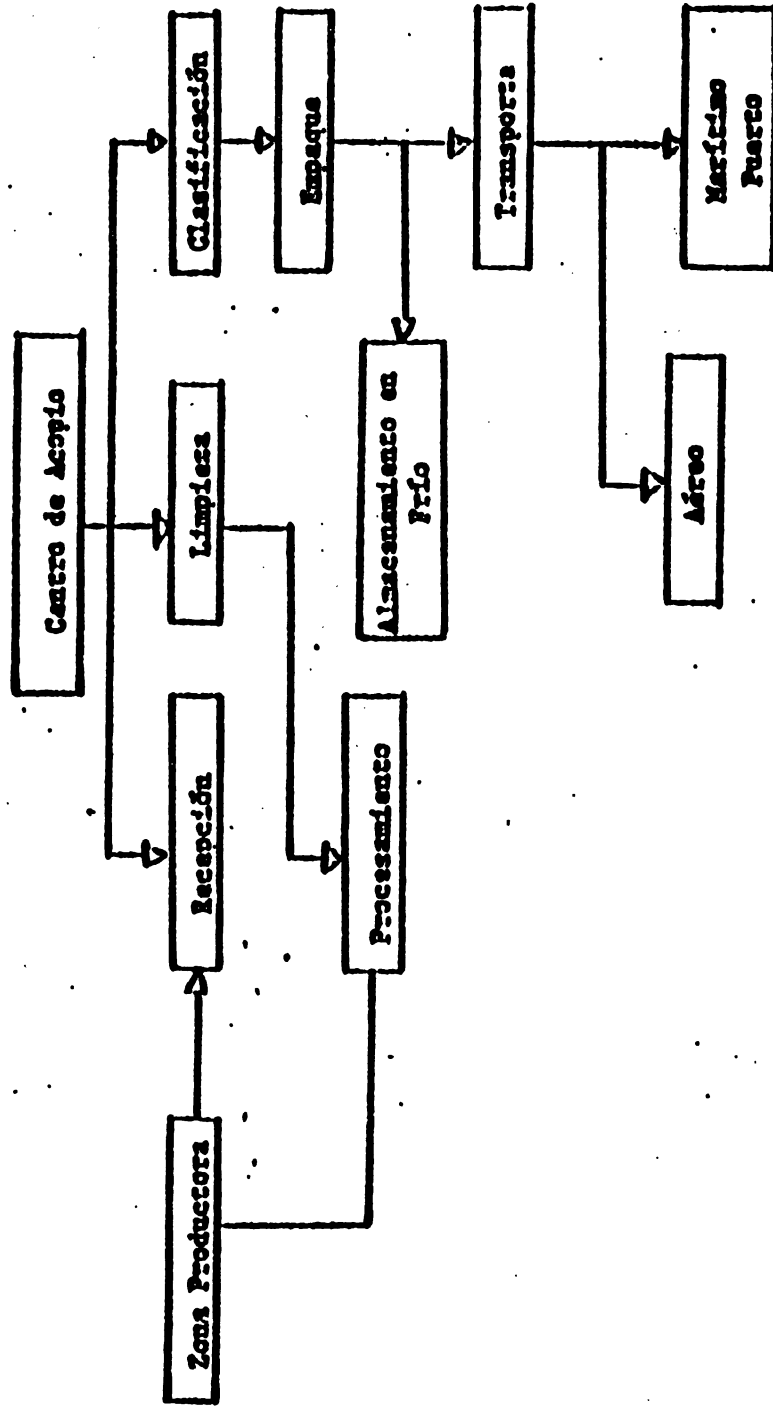 Centro de Acopio
Zona Productora
Recepción
Limpieza
Clasificación
Procesamiento
Empaque
Almacenamiento en
Frío
Transporte
Aéreo
Marítimo
Puerto